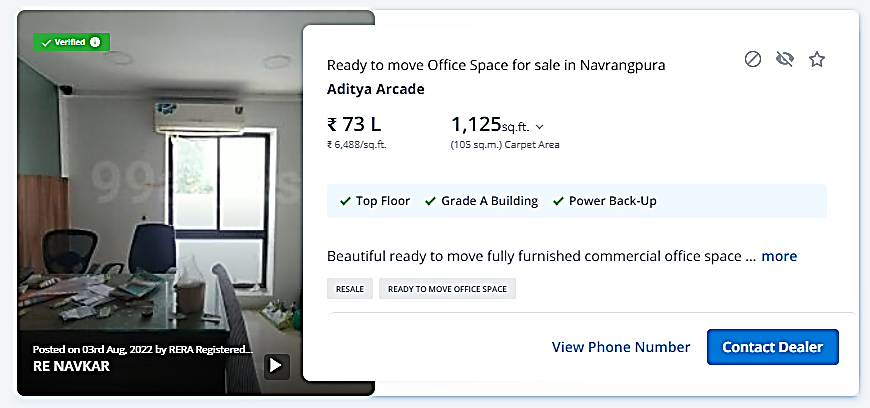 Verified
Ready to move Office Space for sale in Navrangpura
Aditya Arcade
₹ 73 L
1,125 sq.ft.
₹ 6,488/sq.ft.
(105 sq.m.) Carpet Area
Top Floor
Grade A Building
Power Back-Up
Beautiful ready to move fully furnished commercial office space ... more
RESALE
READY TO MOVE OFFICE SPACE
Posted on 03rd Aug, 2022 by RERA Registered...
RE NAVKAR
View Phone Number
Contact Dealer